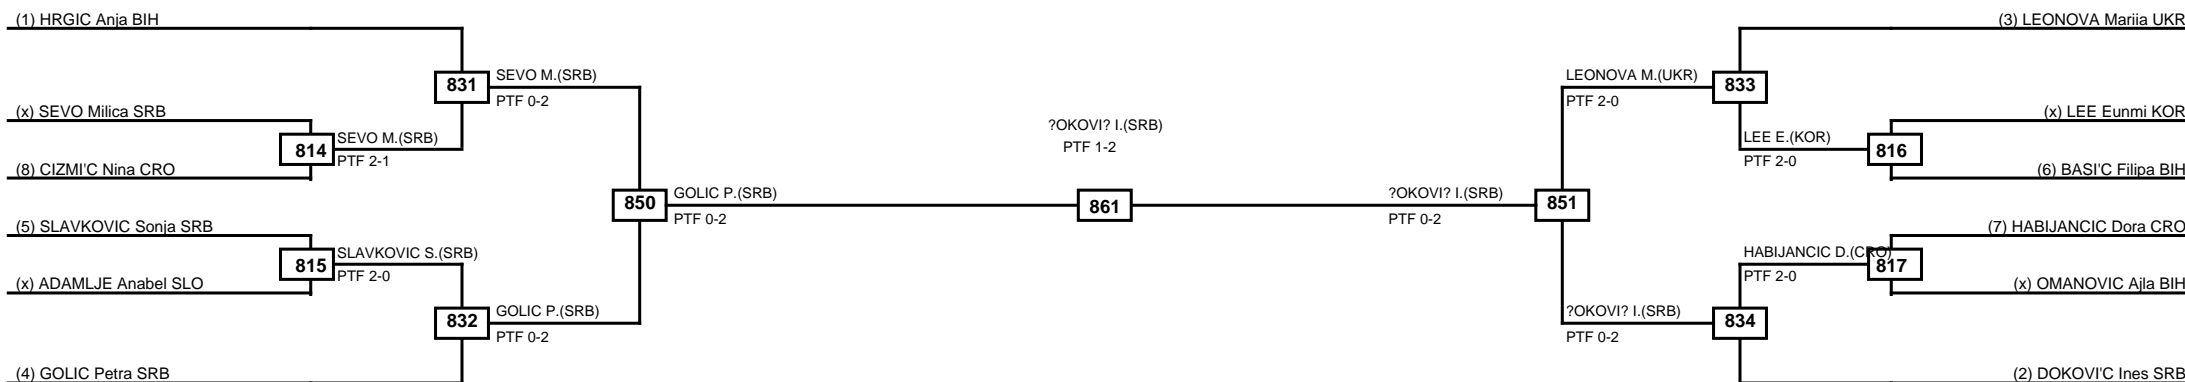 (1) HRGIC Anja BIH
(3) LEONOVA Mariia UKR
831
SEVO M.(SRB)
PTF 0-2
LEONOVA M.(UKR)
PTF 2-0
833
(x) SEVO Milica SRB
(x) LEE Eunmi KOR
?OKOVI? I.(SRB)
PTF 1-2
814
SEVO M.(SRB)
PTF 2-1
LEE E.(KOR)
PTF 2-0
816
(8) CIZMI'C Nina CRO
(6) BASI'C Filipa BIH
850
GOLIC P.(SRB)
PTF 0-2
861
?OKOVI? I.(SRB)
PTF 0-2
851
(5) SLAVKOVIC Sonja SRB
(7) HABIJANCIC Dora CRO
815
SLAVKOVIC S.(SRB)
PTF 2-0
HABIJANCIC D.(CRO)
PTF 2-0
817
(x) ADAMLJE Anabel SLO
(x) OMANOVIC Ajla BIH
832
GOLIC P.(SRB)
PTF 0-2
?OKOVI? I.(SRB)
PTF 0-2
834
(4) GOLIC Petra SRB
(2) DOKOVI'C Ines SRB